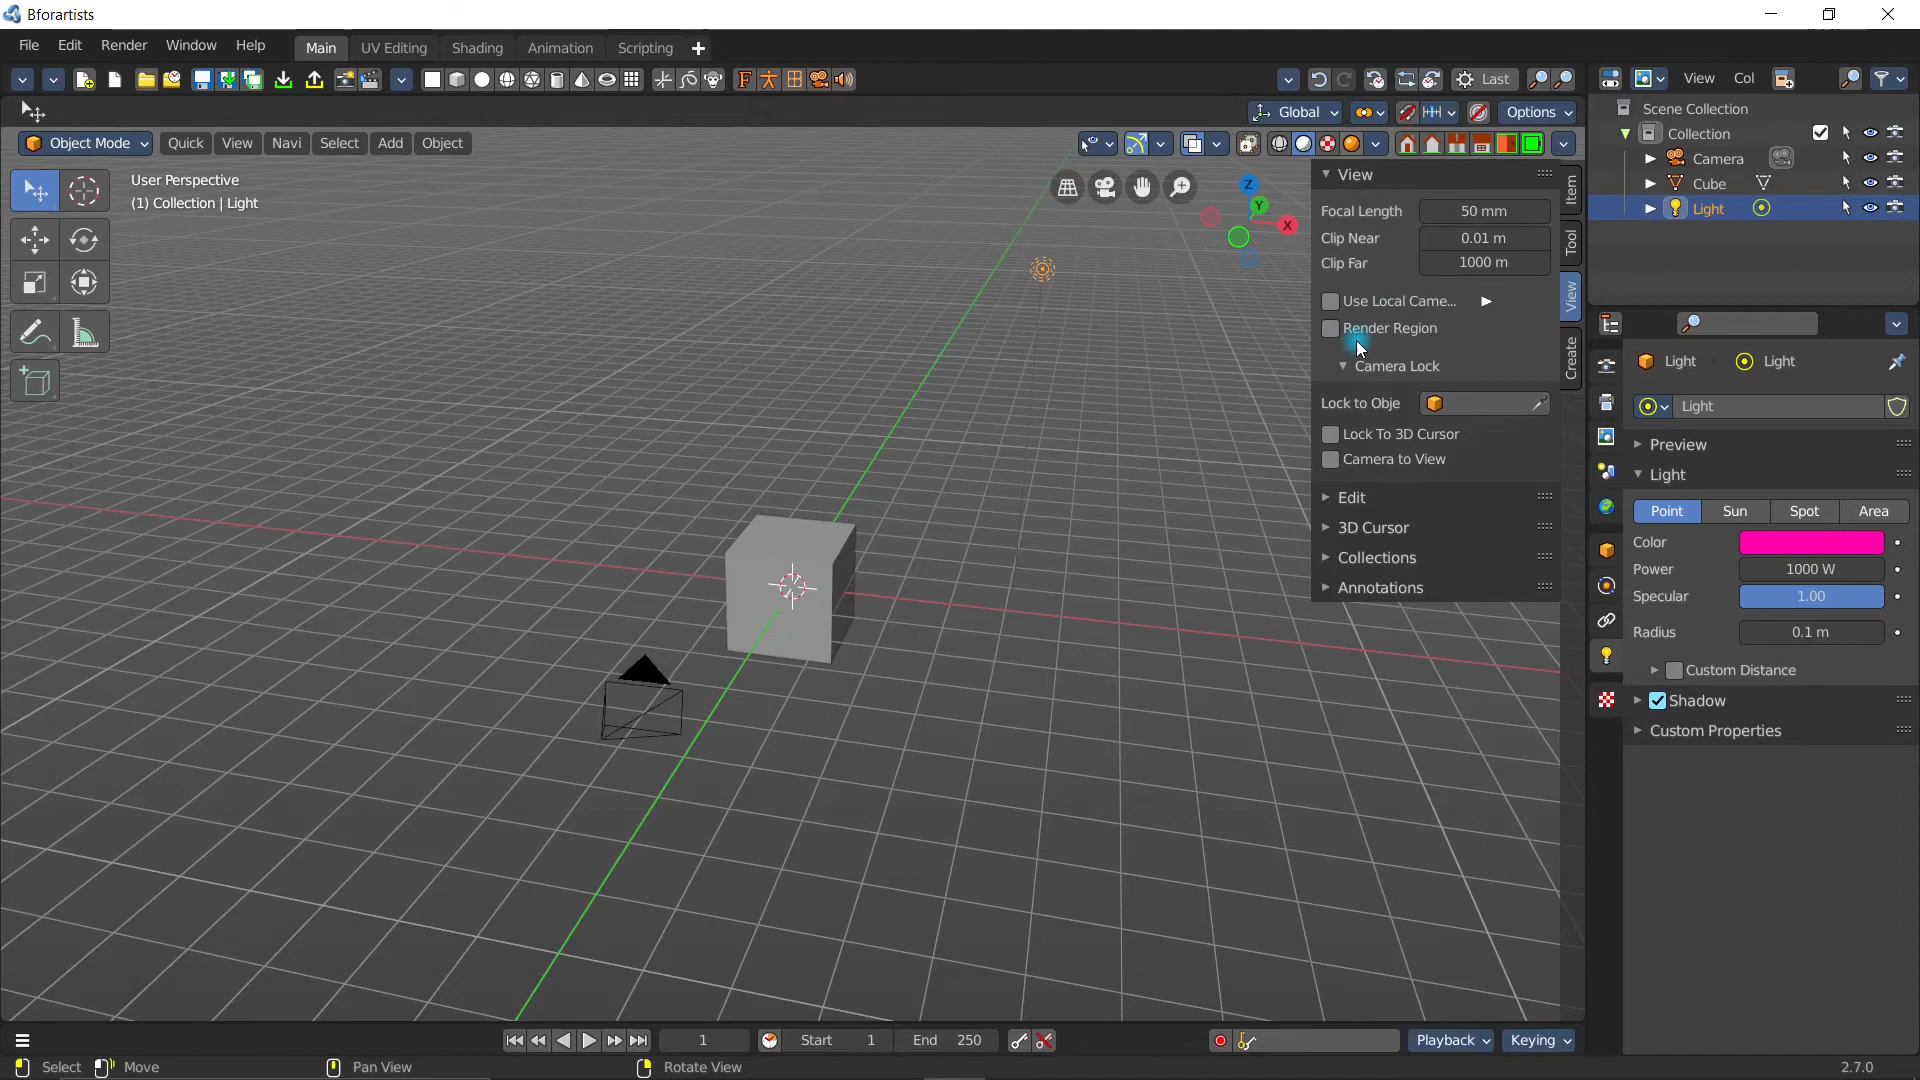 Bforartists
File Edit Render Window Help Main UV Editing Shading Animation Scripting +
Last
View Col
Global Options
Scene Collection
Collection
Camera
Cube
Light
Object Mode Quick View Navi Select Add Object
User Perspective
(1) Collection | Light
Z
Y
X
View
Focal Length 50 mm
Clip Near 0.01 m
Clip Far 1000 m
Use Local Came...
Render Region
Camera Lock
Lock to Obje
Lock To 3D Cursor
Camera to View
Edit
3D Cursor
Collections
Annotations
Item
Tool
View
Create
Light Light
Light
Preview
Light
Point Sun Spot Area
Color
Power 1000 W
Specular 1.00
Radius 0.1 m
Custom Distance
Shadow
Custom Properties
1 Start 1 End 250 Playback Keying
Select Move Pan View Rotate View 2.7.0